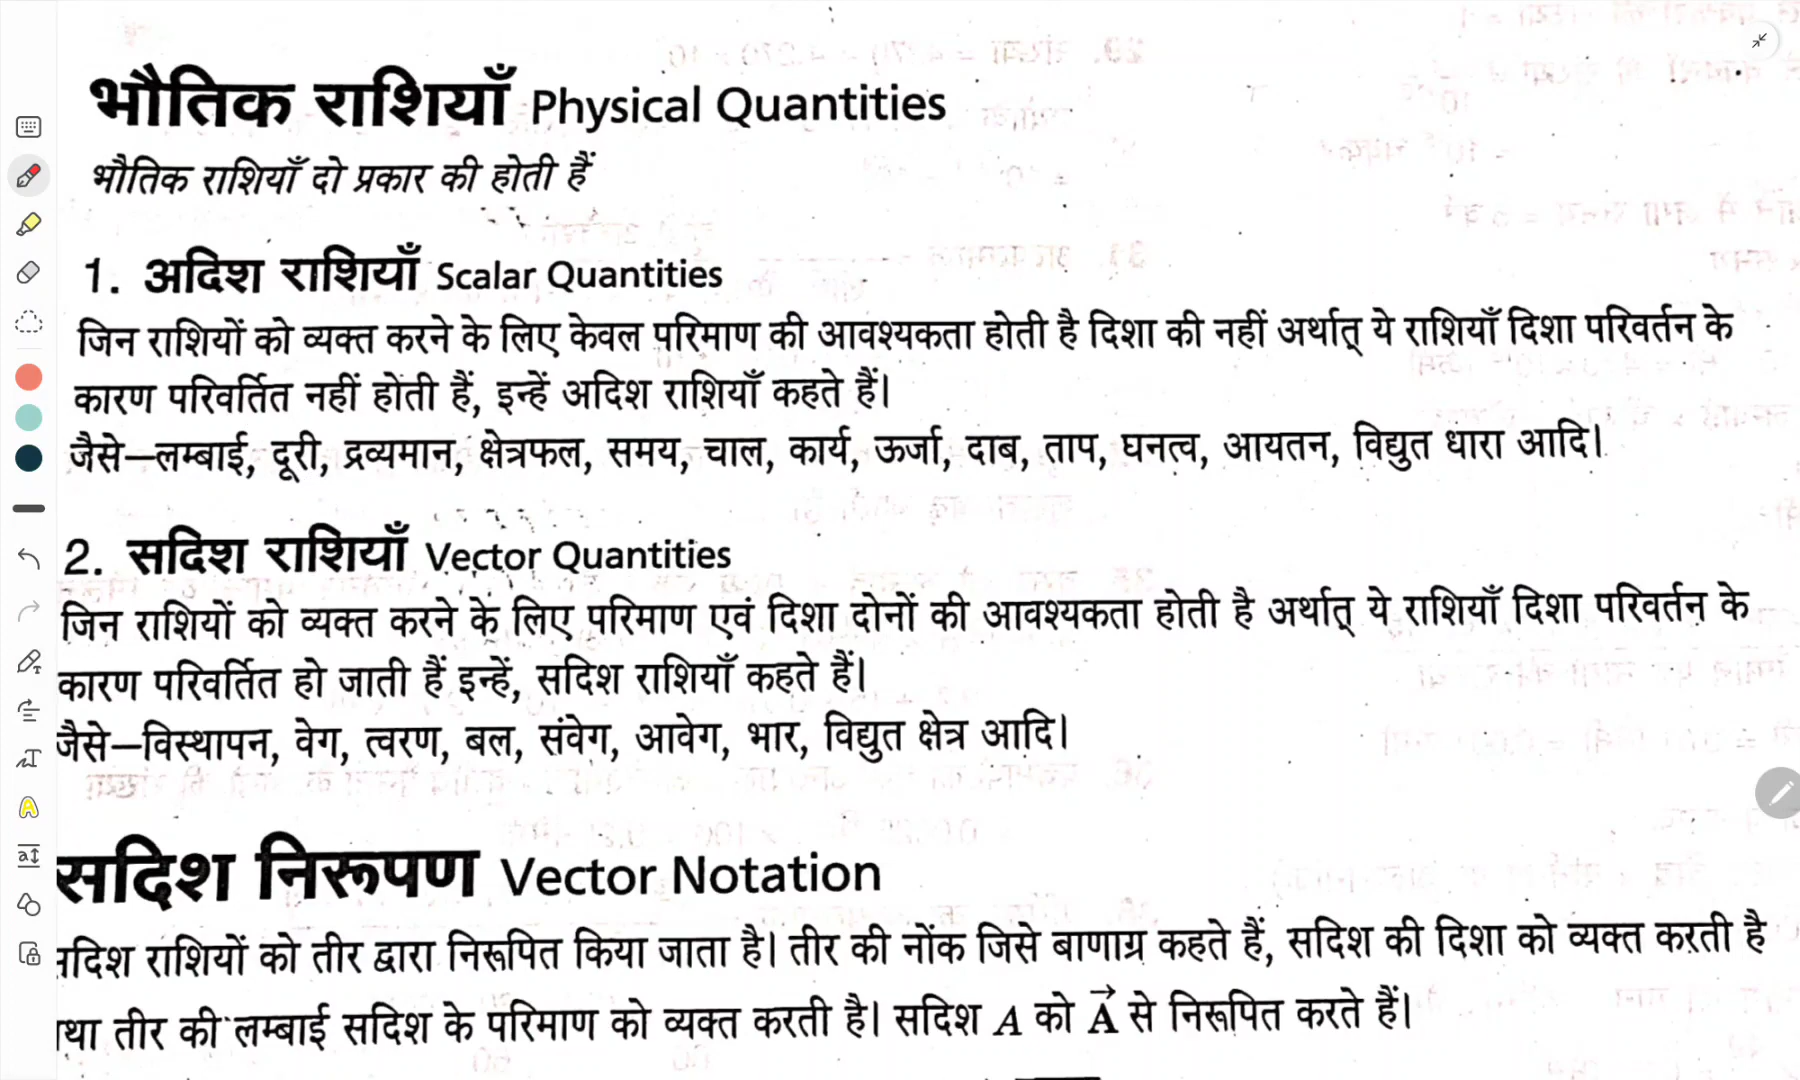 भौतिक राशियाँ Physical Quantities
भौतिक राशियाँ दो प्रकार की होती हैं
1. अदिश राशियाँ Scalar Quantities
जिन राशियों को व्यक्त करने के लिए केवल परिमाण की आवश्यकता होती है दिशा की नहीं अर्थात् ये राशियाँ दिशा परिवर्तन के
कारण परिवर्तित नहीं होती हैं, इन्हें अदिश राशियाँ कहते हैं।
जैसे—लम्बाई, दूरी, द्रव्यमान, क्षेत्रफल, समय, चाल, कार्य, ऊर्जा, दाब, ताप, घनत्व, आयतन, विद्युत धारा आदि।
2. सदिश राशियाँ Vector Quantities
जिन राशियों को व्यक्त करने के लिए परिमाण एवं दिशा दोनों की आवश्यकता होती है अर्थात् ये राशियाँ दिशा परिवर्तन के
कारण परिवर्तित हो जाती हैं इन्हें, सदिश राशियाँ कहते हैं।
जैसे—विस्थापन, वेग, त्वरण, बल, संवेग, आवेग, भार, विद्युत क्षेत्र आदि।
सदिश निरूपण Vector Notation
सदिश राशियों को तीर द्वारा निरूपित किया जाता है। तीर की नोंक जिसे बाणाग्र कहते हैं, सदिश की दिशा को व्यक्त करती है
तथा तीर की लम्बाई सदिश के परिमाण को व्यक्त करती है। सदिश A को A⃗ से निरूपित करते हैं।